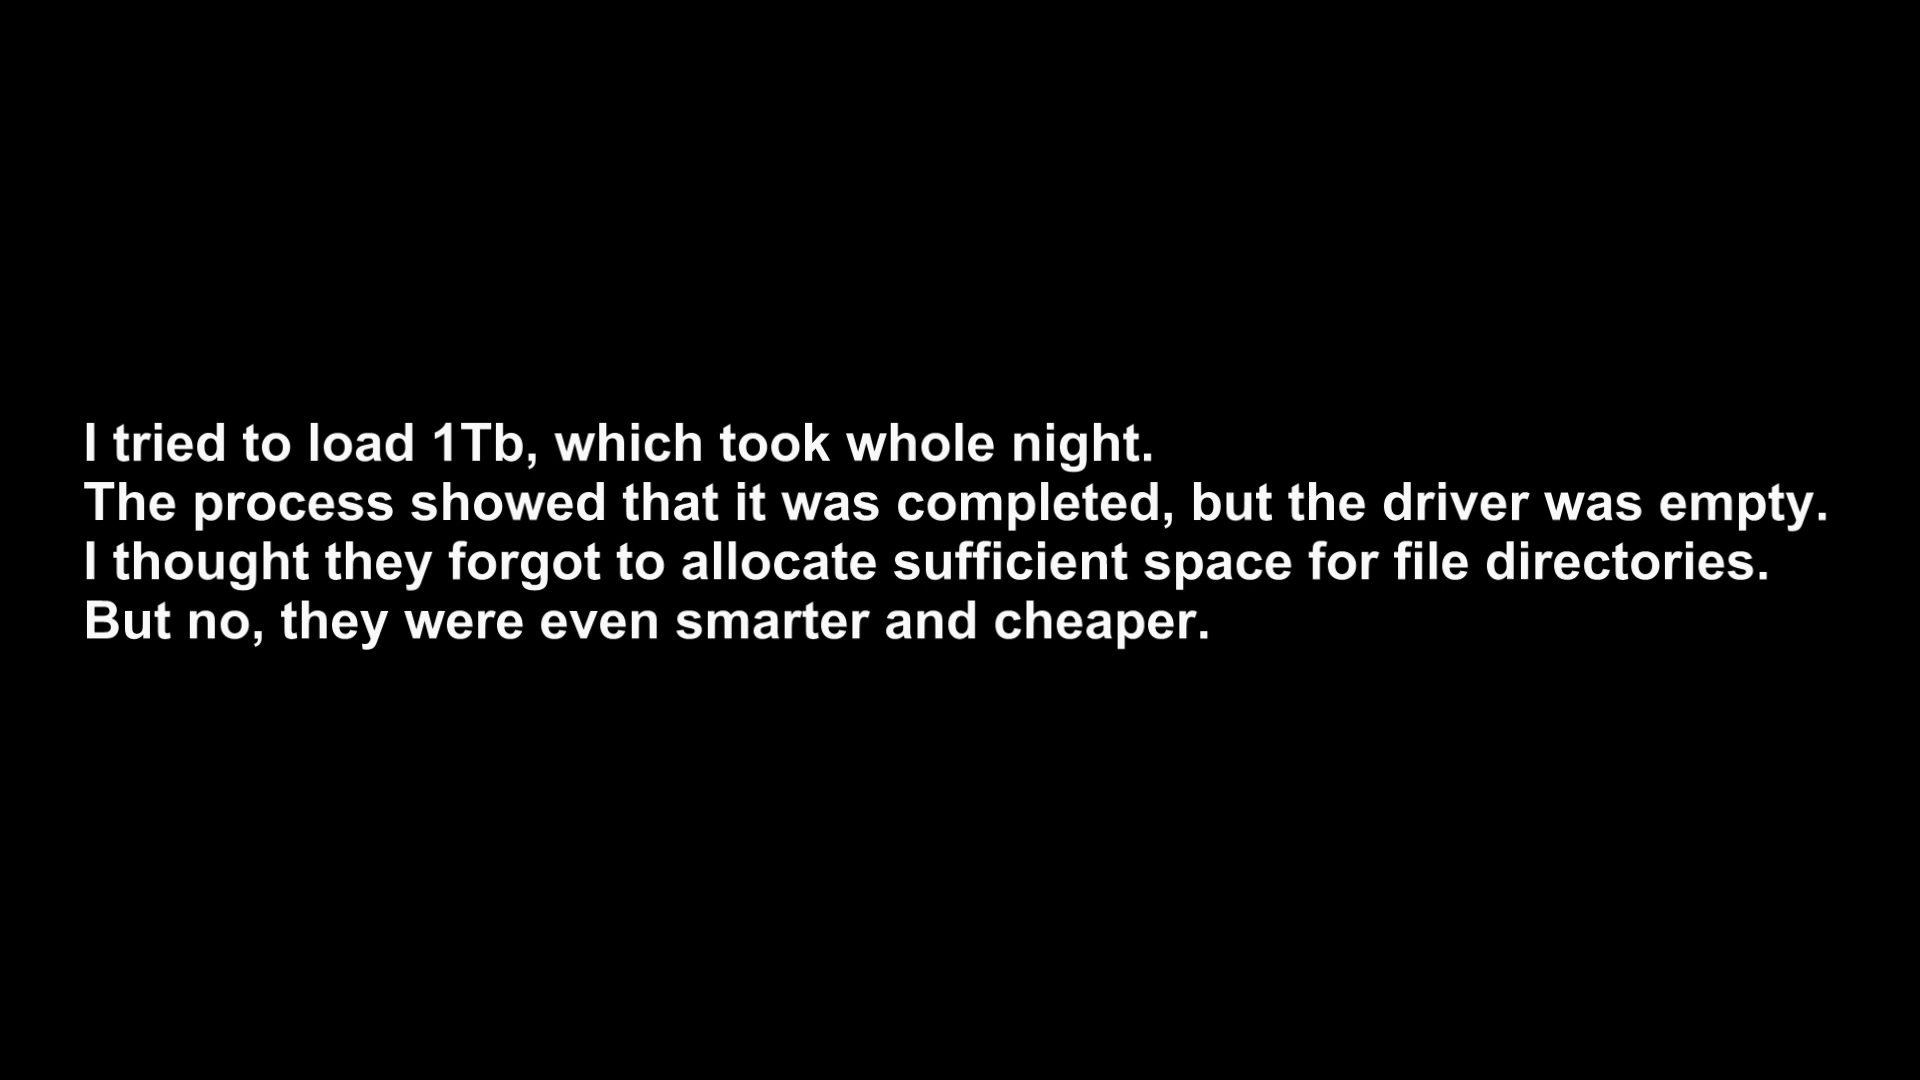 I tried to load 1Tb, which took whole night.
The process showed that it was completed, but the driver was empty.
I thought they forgot to allocate sufficient space for file directories.
But no, they were even smarter and cheaper.